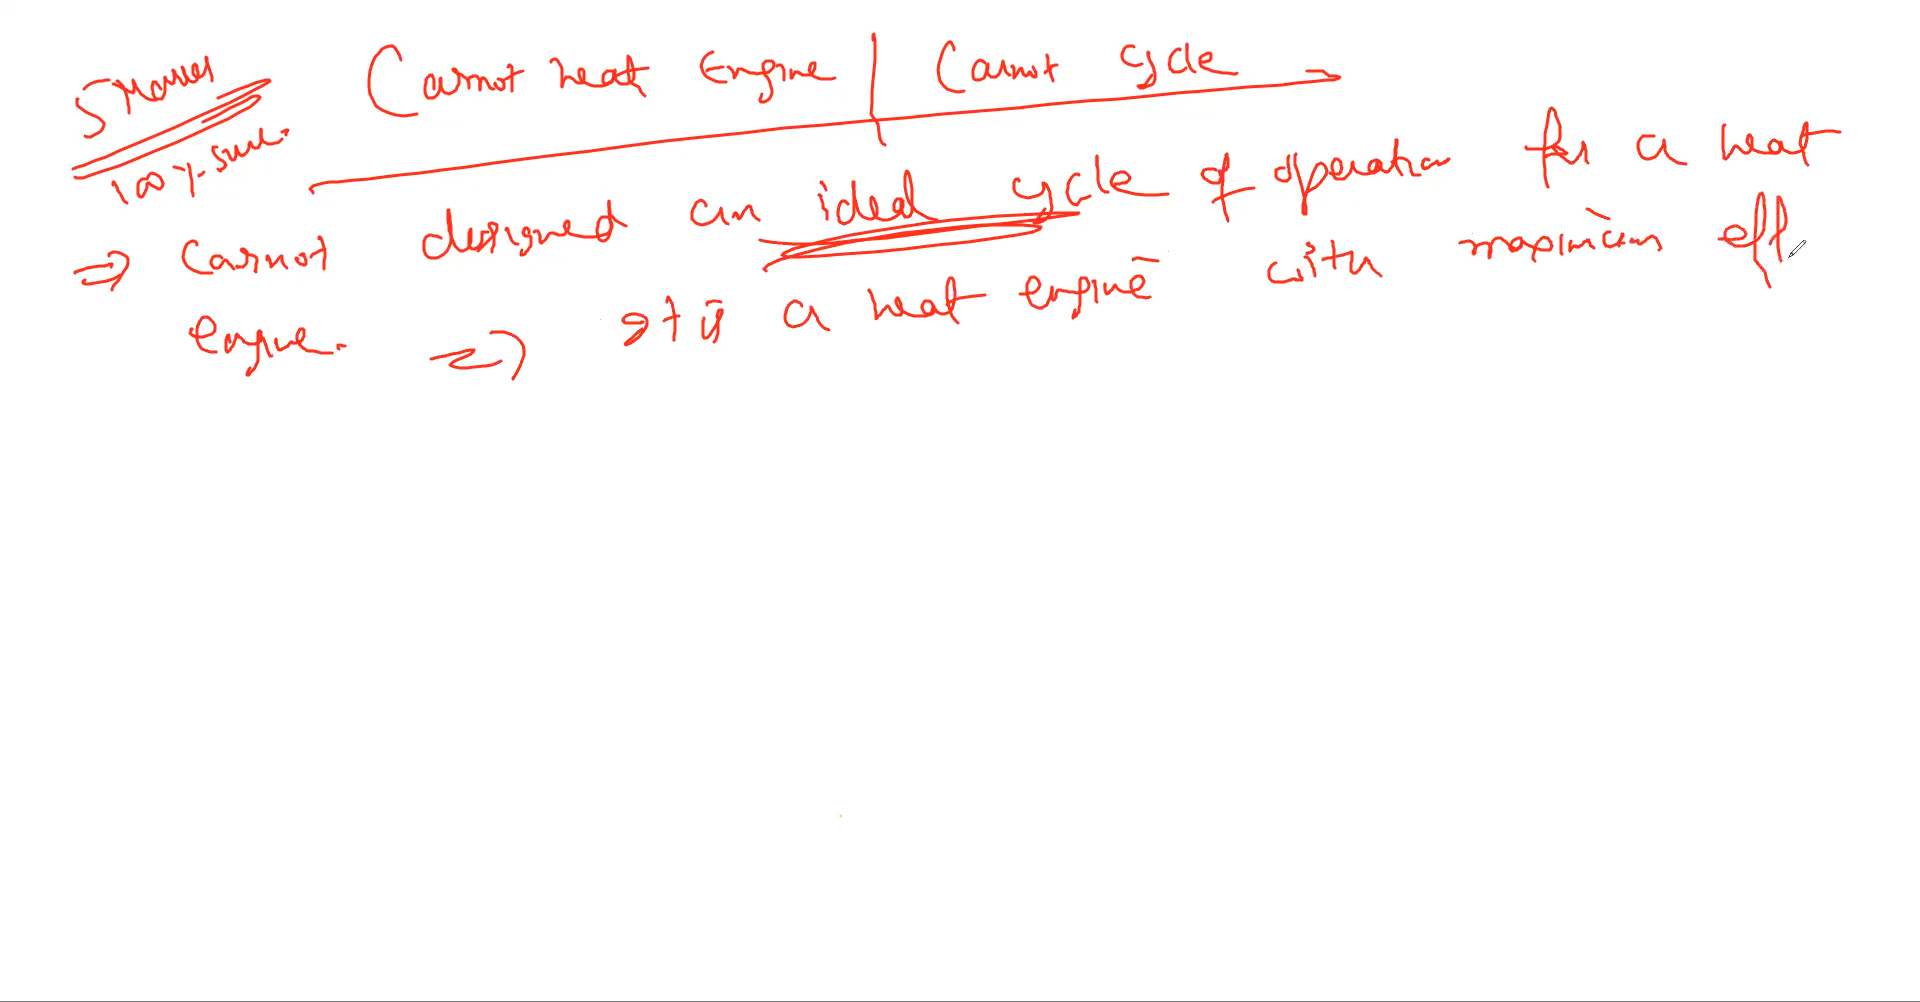 5 Marks
100%. sure.
Carnot heat Engine | Carnot cycle
⇒ Carnot designed an ideal cycle of operation for a heat
engine. ⇒ It is a heat engine with maximum eff